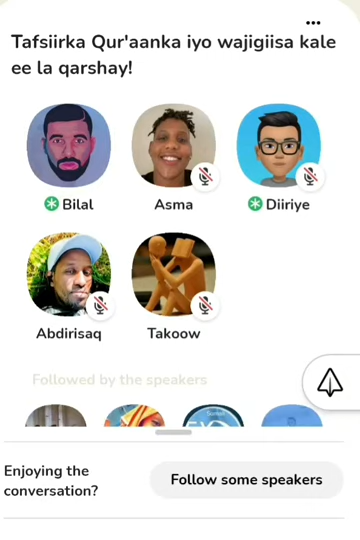 Tafsiirka Qur'aanka iyo wajigiisa kale
ee la qarshay!
Bilal
Asma
Diiriye
Abdirisaq
Takoow
Followed by the speakers
Enjoying the
conversation?
Follow some speakers